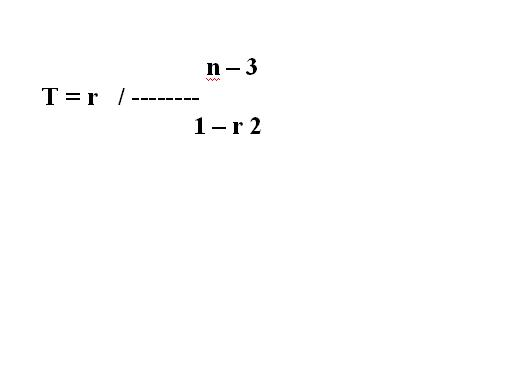 n – 3
T = r / --------
1 – r 2